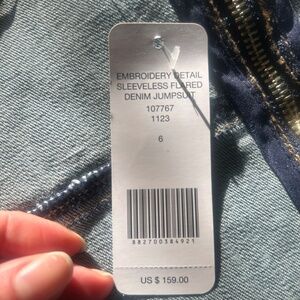 EMBROIDERY DETAIL
SLEEVELESS FLARED
DENIM JUMPSUIT
107767
1123
6
882700384921
US $ 159.00